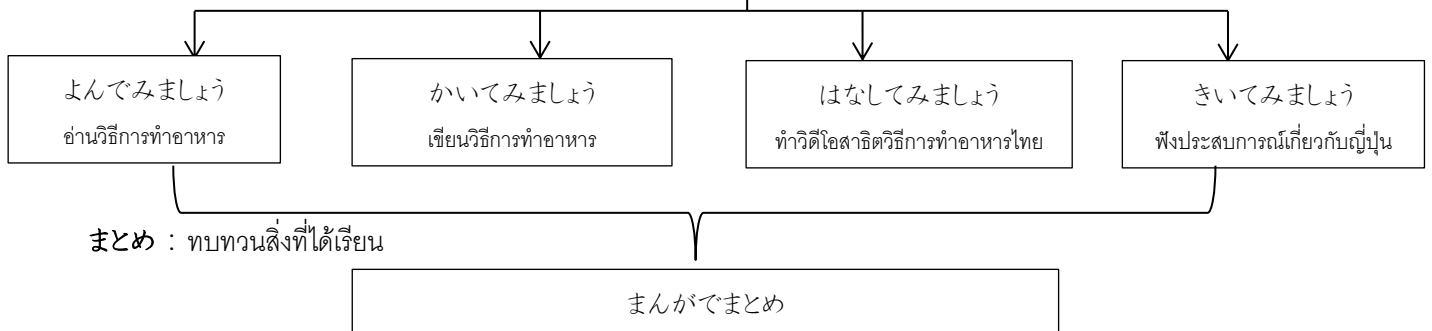 よんでみましょう
อ่านวิธีการทำอาหาร
かいてみましょう
เขียนวิธีการทำอาหาร
はなしてみましょう
ทำวิดีโอสาธิตวิธีการทำอาหารไทย
きいてみましょう
ฟังประสบการณ์เกี่ยวกับญี่ปุ่น
まとめ : ทบทวนสิ่งที่ได้เรียน
まんがでまとめ